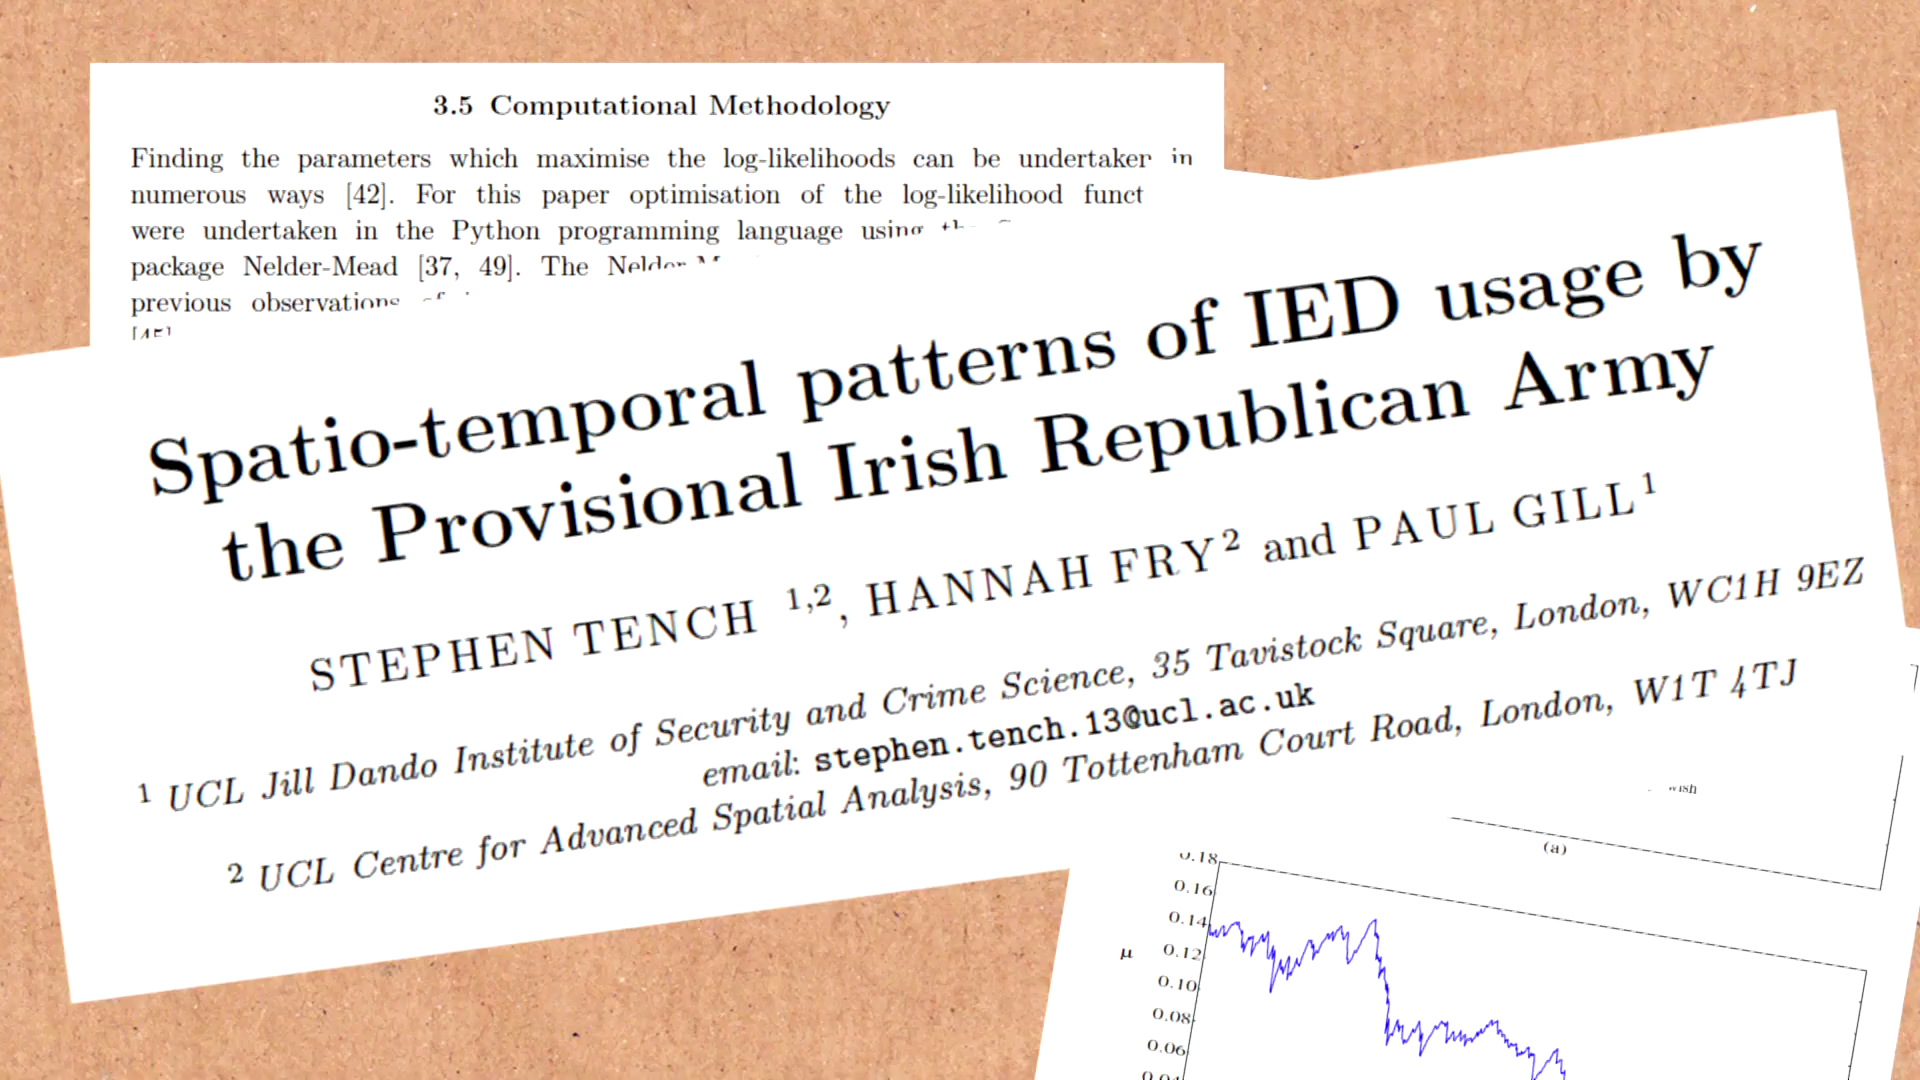 3.5 Computational Methodology
Finding the parameters which maximise the log-likelihoods can be undertaken in
numerous ways [42]. For this paper optimisation of the log-likelihood funct
were undertaken in the Python programming language using
package Nelder-Mead [37, 49]. The
previous observations
Spatio-temporal patterns of IED usage by
the Provisional Irish Republican Army
STEPHEN TENCH 1,2, HANNAH FRY 2 and PAUL GILL 1
1 UCL Jill Dando Institute of Security and Crime Science, 35 Tavistock Square, London, WC1H 9EZ
email: stephen.tench.13@ucl.ac.uk
2 UCL Centre for Advanced Spatial Analysis, 90 Tottenham Court Road, London, W1T 4TJ
(a)
0.18
0.16
0.14
0.12
μ
0.10
0.08
0.06